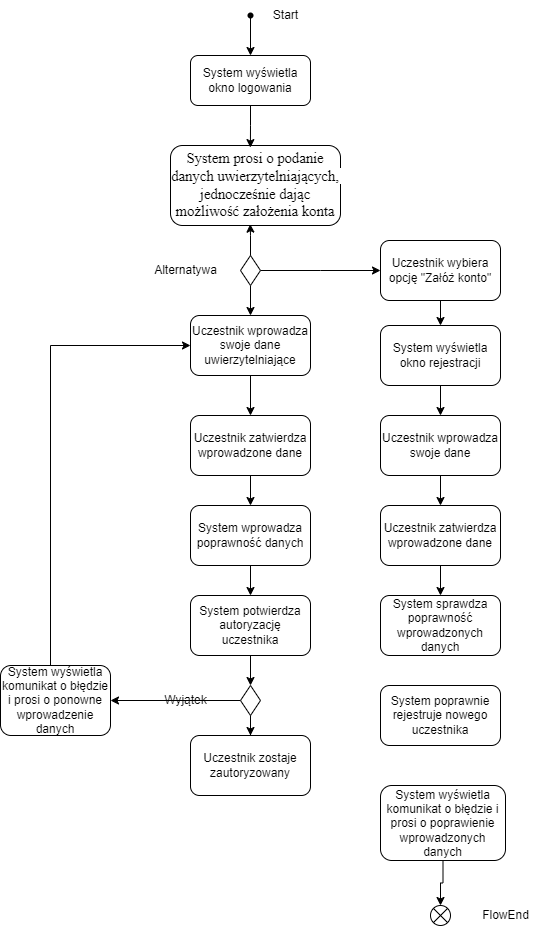 Start
System wyświetla
okno logowania
System prosi o podanie
danych uwierzytelniających,
jednocześnie dając
możliwość założenia konta
Alternatywa
Uczestnik wprowadza
swoje dane
uwierzytelniające
Uczestnik zatwierdza
wprowadzone dane
System wprowadza
poprawność danych
System potwierdza
autoryzację
uczestnika
Wyjątek
System wyświetla
komunikat o błędzie
i prosi o ponowne
wprowadzenie
danych
Uczestnik zostaje
zautoryzowany
Uczestnik wybiera
opcję "Załóż konto"
System wyświetla
okno rejestracji
Uczestnik wprowadza
swoje dane
Uczestnik zatwierdza
wprowadzone dane
System sprawdza
poprawność
wprowadzonych
danych
System poprawnie
rejestruje nowego
uczestnika
System wyświetla
komunikat o błędzie i
prosi o poprawienie
wprowadzonych
danych
FlowEnd